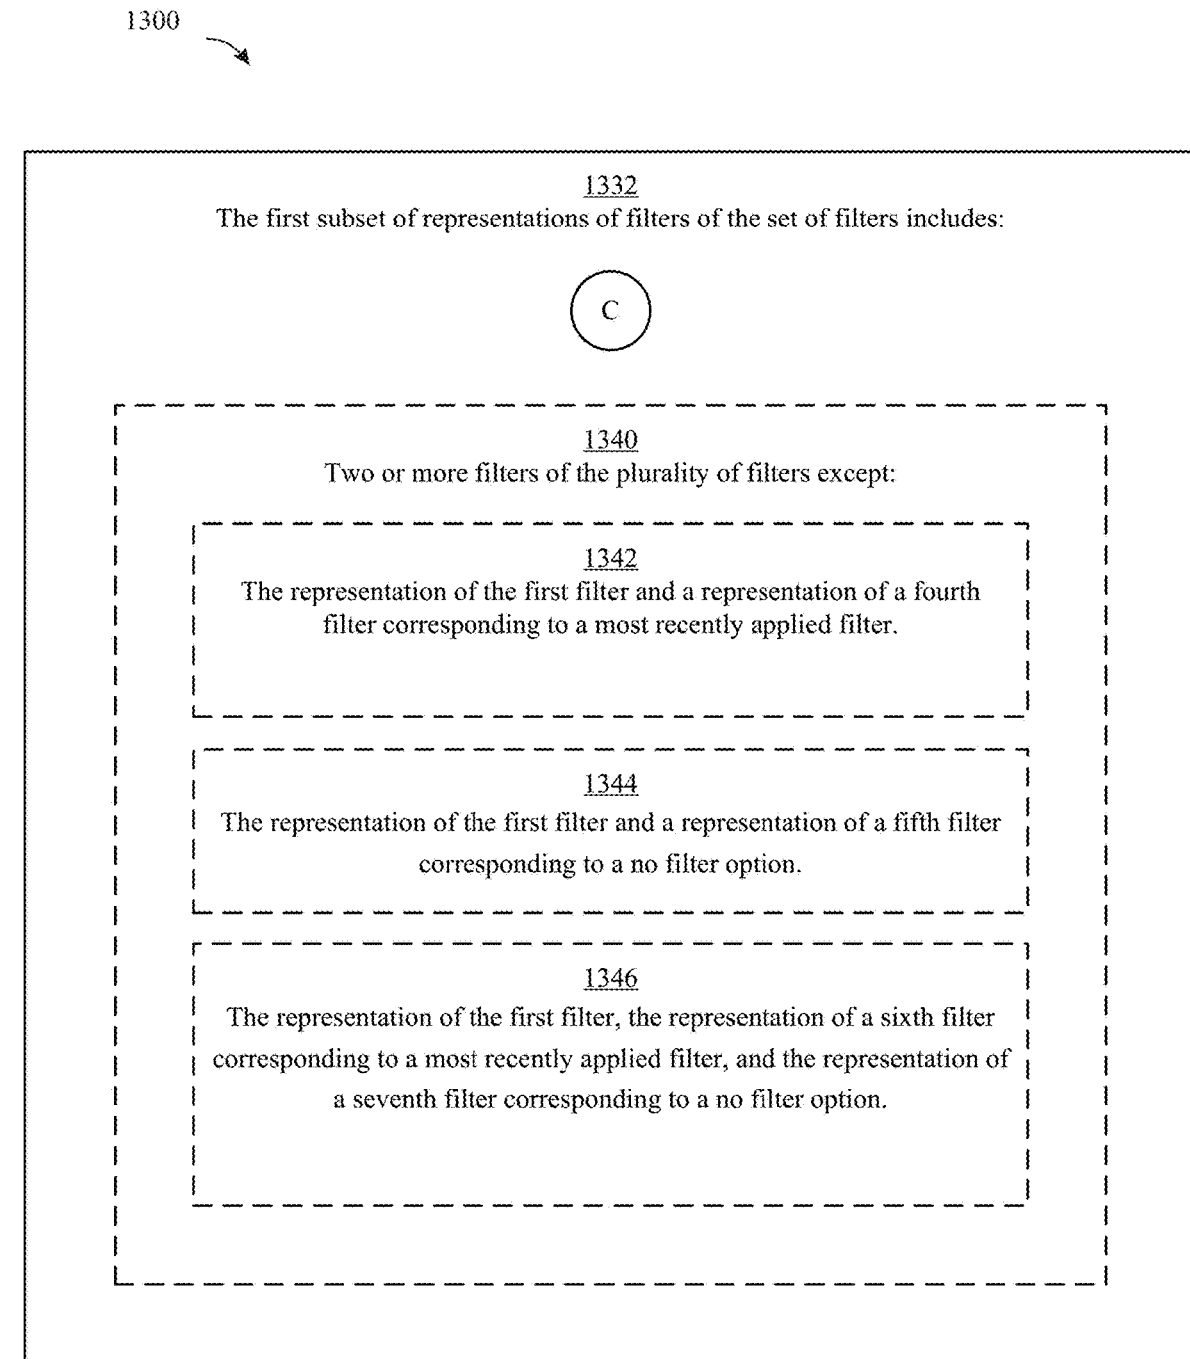 1300
1332
The first subset of representations of filters of the set of filters includes:
C
1340
Two or more filters of the plurality of filters except:
1342
The representation of the first filter and a representation of a fourth
filter corresponding to a most recently applied filter.
1344
The representation of the first filter and a representation of a fifth filter
corresponding to a no filter option.
1346
The representation of the first filter, the representation of a sixth filter
corresponding to a most recently applied filter, and the representation of
a seventh filter corresponding to a no filter option.